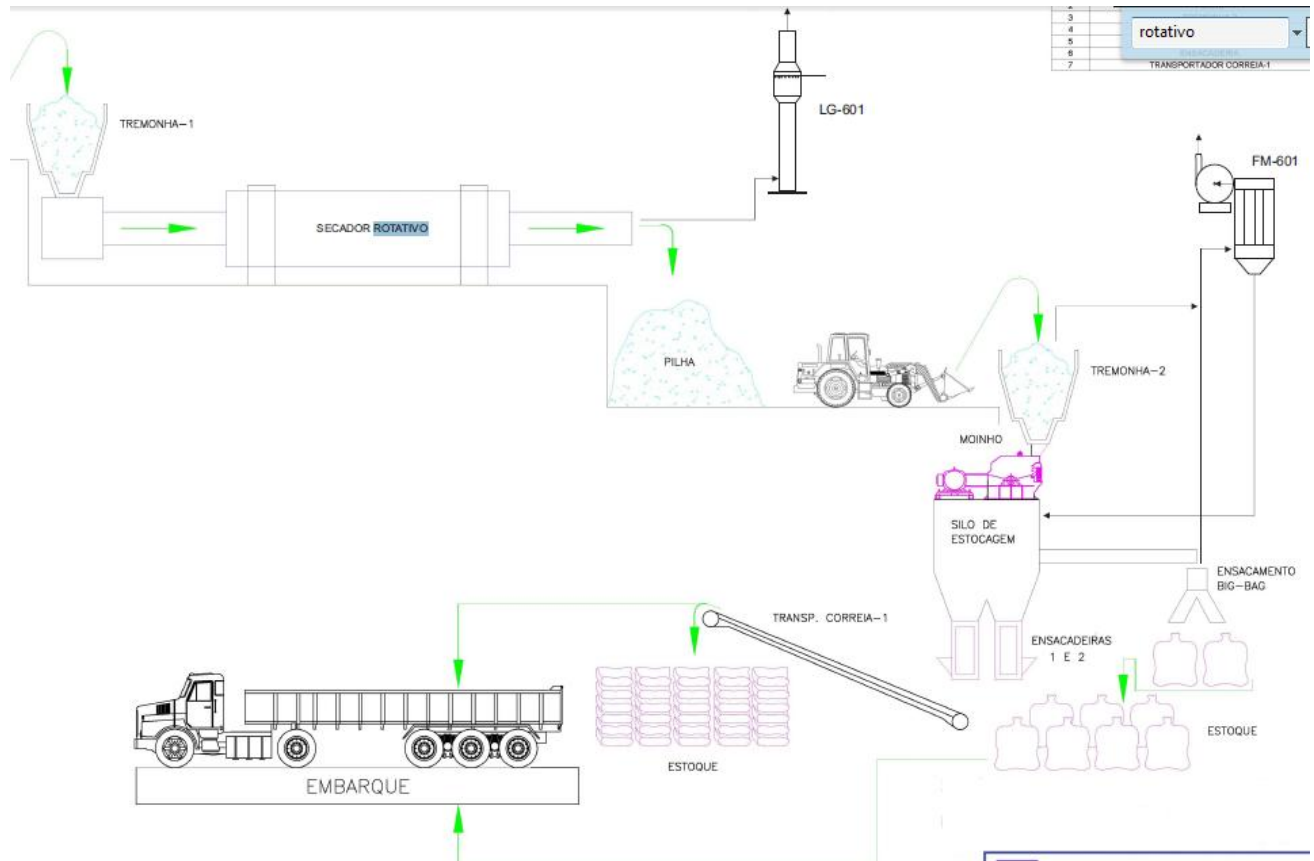 3
4
rotativo
5
6
ENSACADERIA
7
TRANSPORTADOR CORREIA-1
TREMONHA-1
LG-601
FM-601
SECADOR ROTATIVO
PILHA
TREMONHA-2
MOINHO
SILO DE
ESTOCAGEM
ENSACAMENTO
BIG-BAG
TRANSP. CORREIA-1
ENSACADEIRAS
1 E 2
ESTOQUE
ESTOQUE
EMBARQUE